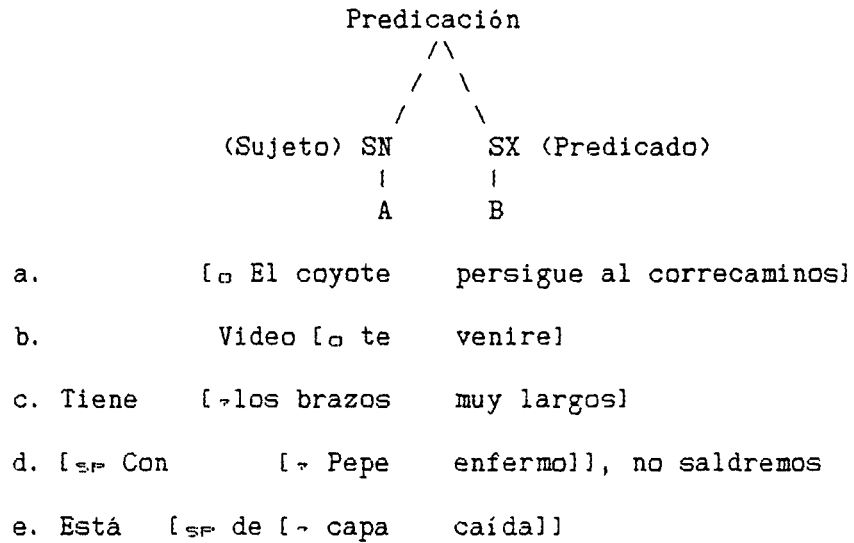 Predicación
/\
/ \
/ \
(Sujeto) SN SX (Predicado)
| |
A B
a. [o El coyote persigue al correcaminos]
b. Video [o te venire]
c. Tiene [? los brazos muy largos]
d. [SP Con [? Pepe enfermo]], no saldremos
e. Está [SP de [? capa caída]]